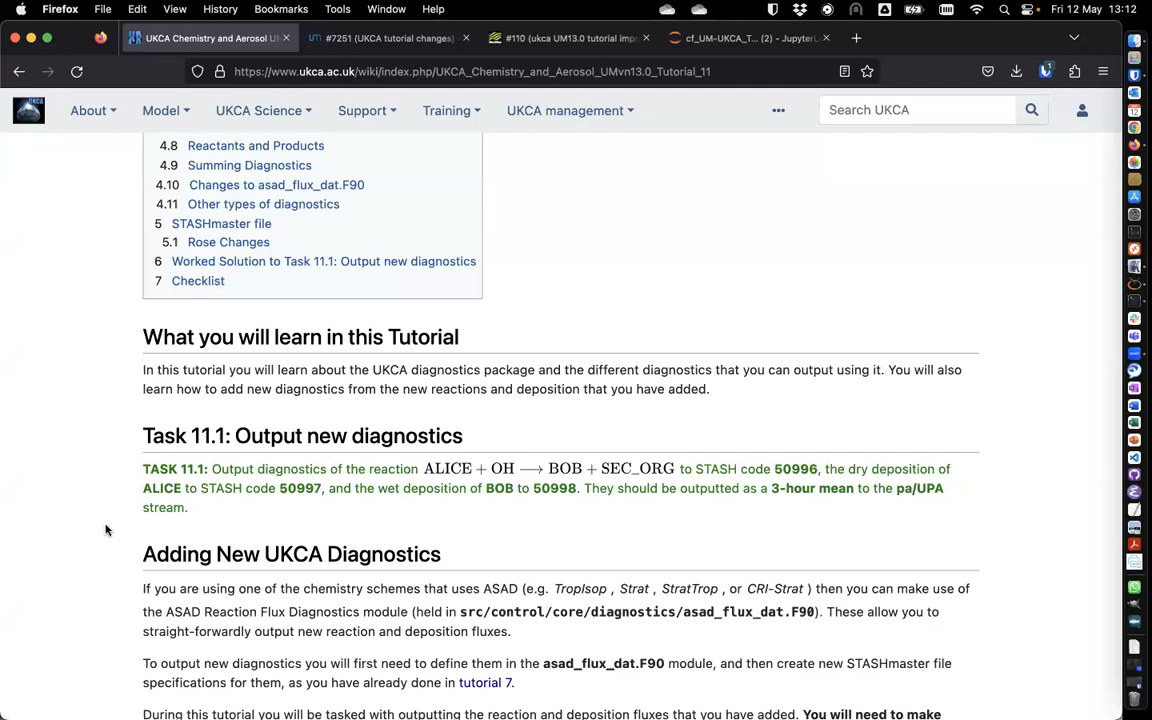 Firefox File Edit View History Bookmarks Tools Window Help Fri 12 May 13:12
UKCA Chemistry and Aerosol U #7251 (UKCA tutorial changes) #110 (ukca UM13.0 tutorial imp cf_UM-UKCA_T... (2) - JupyterL
https://www.ukca.ac.uk/wiki/index.php/UKCA_Chemistry_and_Aerosol_UMvn13.0_Tutorial_11
About Model UKCA Science Support Training UKCA management Search UKCA
4.8 Reactants and Products
4.9 Summing Diagnostics
4.10 Changes to asad_flux_dat.F90
4.11 Other types of diagnostics
5 STASHmaster file
5.1 Rose Changes
6 Worked Solution to Task 11.1: Output new diagnostics
7 Checklist
What you will learn in this Tutorial
In this tutorial you will learn about the UKCA diagnostics package and the different diagnostics that you can output using it. You will also
learn how to add new diagnostics from the new reactions and deposition that you have added.
Task 11.1: Output new diagnostics
TASK 11.1: Output diagnostics of the reaction ALICE + OH ⟶ BOB + SEC_ORG to STASH code 50996, the dry deposition of
ALICE to STASH code 50997, and the wet deposition of BOB to 50998. They should be outputted as a 3-hour mean to the pa/UPA
stream.
Adding New UKCA Diagnostics
If you are using one of the chemistry schemes that uses ASAD (e.g. TropIsop , Strat , StratTrop , or CRI-Strat ) then you can make use of
the ASAD Reaction Flux Diagnostics module (held in src/control/core/diagnostics/asad_flux_dat.F90). These allow you to
straight-forwardly output new reaction and deposition fluxes.
To output new diagnostics you will first need to define them in the asad_flux_dat.F90 module, and then create new STASHmaster file
specifications for them, as you have already done in tutorial 7.
During this tutorial you will be tasked with outputting the reaction and deposition fluxes that you have added. You will need to make